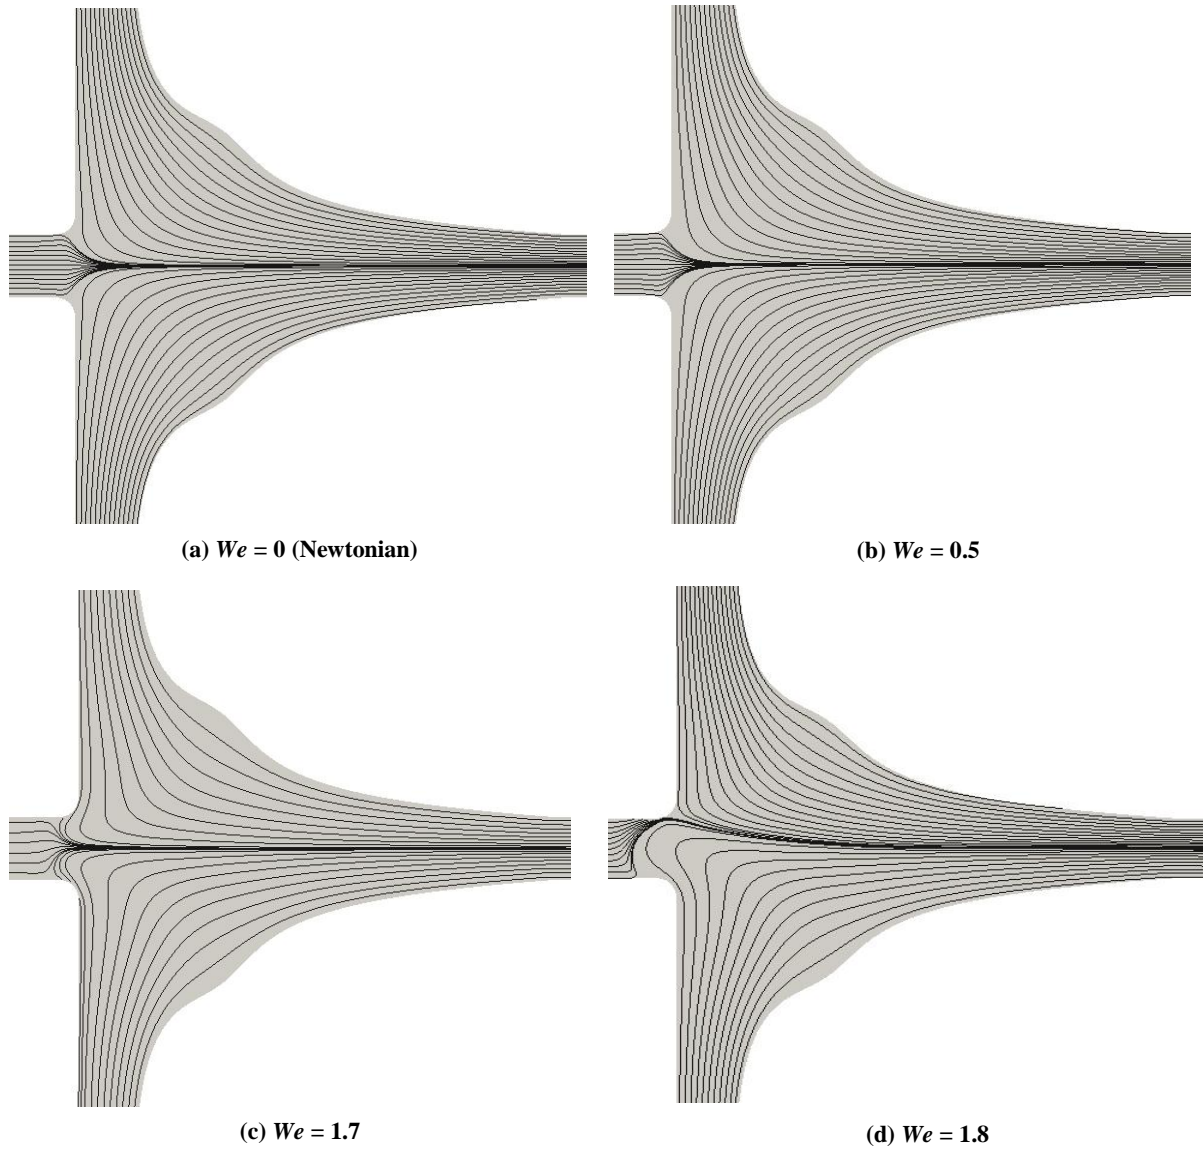 (a) We = 0 (Newtonian)
(b) We = 0.5
(c) We = 1.7
(d) We = 1.8